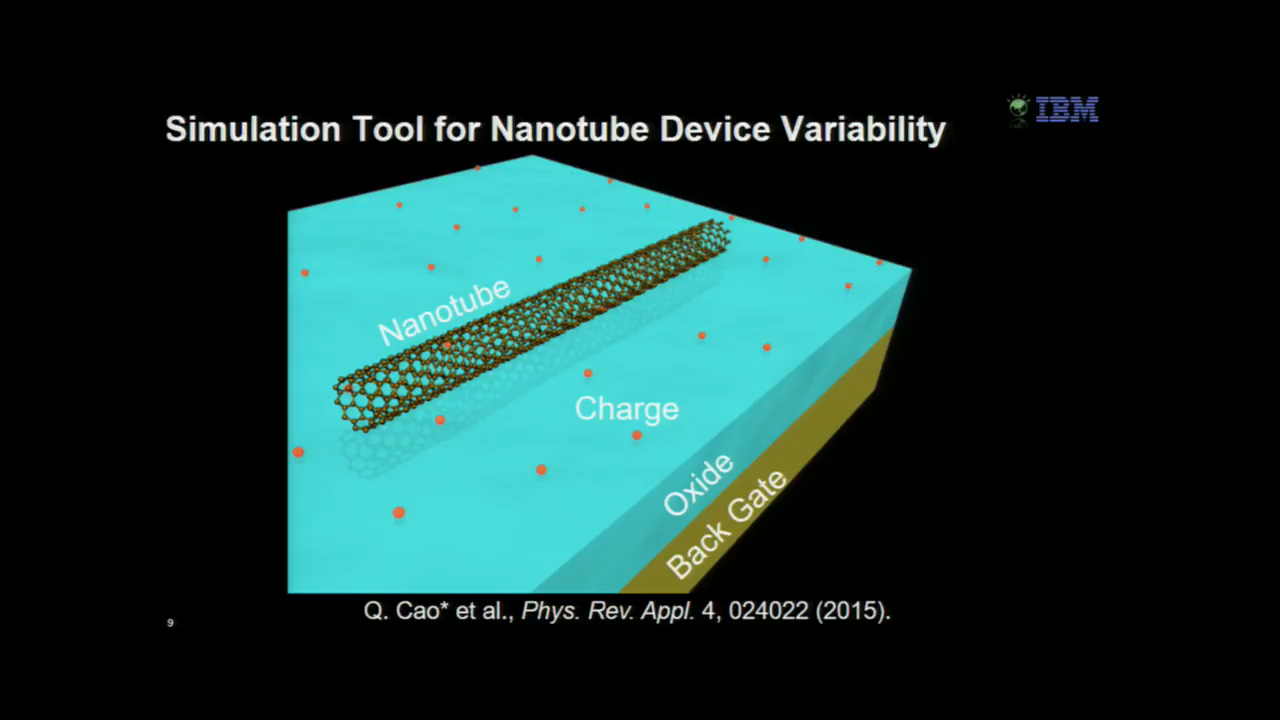 Simulation Tool for Nanotube Device Variability
IBM
Nanotube
Charge
Oxide
Back Gate
Q. Cao* et al., Phys. Rev. Appl. 4, 024022 (2015).
9